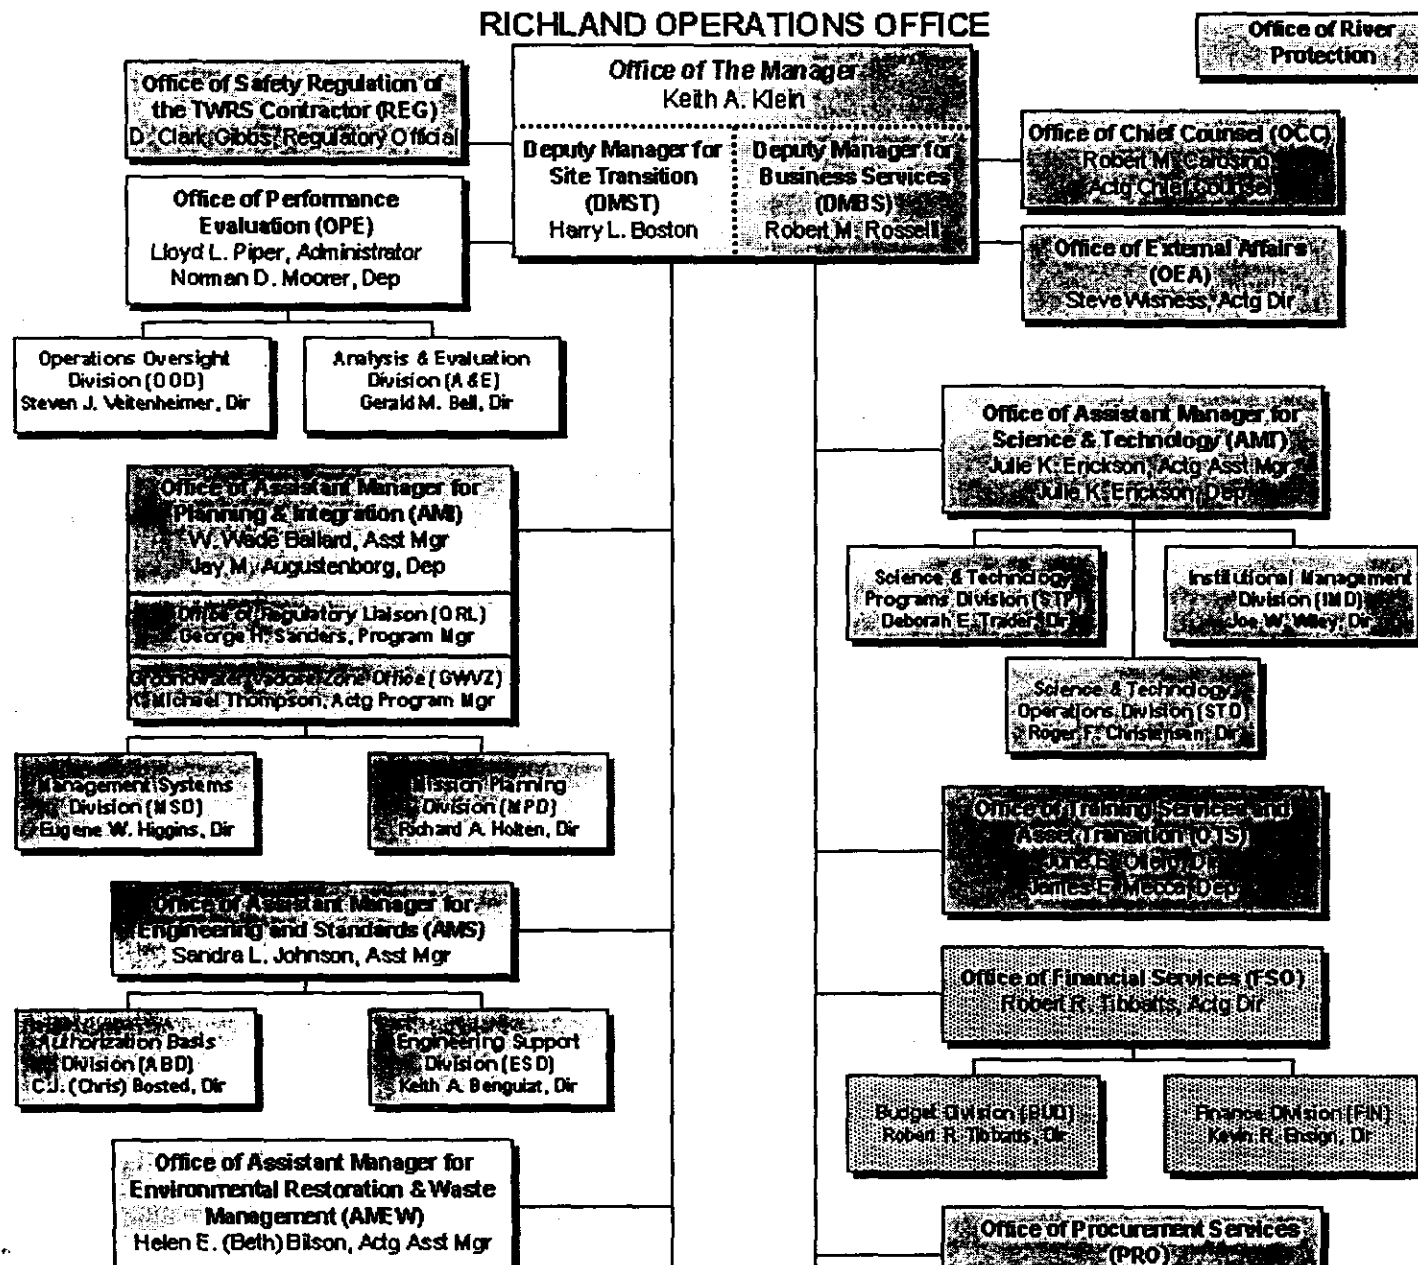 RICHLAND OPERATIONS OFFICE
Office of River
Protection
Office of The Manager
Keith A. Klein
Deputy Manager for
Site Transition
(DMST)
Harry L. Boston
Deputy Manager for
Business Services
(DMBS)
Robert M. Rosselli
Office of Safety Regulation of
the TWRS Contractor (REG)
D. Clark Gibbs, Regulatory Official
Office of Performance
Evaluation (OPE)
Lloyd L. Piper, Administrator
Norman D. Moorer, Dep
Operations Oversight
Division (OOD)
Steven J. Veitenheimer, Dir
Analysis & Evaluation
Division (A&E)
Gerald M. Bell, Dir
Office of Chief Counsel (OCC)
Robert M. Carosino
Actg Chief Counsel
Office of External Affairs
(OEA)
Steve Wisness, Actg Dir
Office of Assistant Manager for
Planning & Integration (AMI)
W. Wade Ballard, Asst Mgr
Jay M. Augustenborg, Dep
Office of Regulatory Liaison (ORL)
George H. Sanders, Program Mgr
Groundwater/Vadose Zone Office (GWVZ)
K. Michael Thompson, Actg Program Mgr
Management Systems
Division (MSD)
Eugene W. Higgins, Dir
Mission Planning
Division (MPD)
Richard A. Holten, Dir
Office of Assistant Manager for
Science & Technology (AMT)
Julie K. Erickson, Actg Asst Mgr
Julie K. Erickson, Dep
Science & Technology
Programs Division (STP)
Deborah E. Trader, Dir
Institutional Management
Division (IMD)
Joe W. Wiley, Dir
Science & Technology
Operations Division (STO)
Roger F. Christensen, Dir
Office of Training Services and
Asset Transition (OTS)
Dir
James E. Mecca, Dep
Office of Assistant Manager for
Engineering and Standards (AMS)
Sandra L. Johnson, Asst Mgr
Authorization Basis
Division (ABD)
C.J. (Chris) Bosted, Dir
Engineering Support
Division (ESD)
Keith A. Benguiat, Dir
Office of Financial Services (FSO)
Robert R. Tibbatts, Actg Dir
Budget Division (BUD)
Robert R. Tibbatts, Dir
Finance Division (FIN)
Kevin R. Ensign, Dir
Office of Assistant Manager for
Environmental Restoration & Waste
Management (AMEW)
Helen E. (Beth) Bilson, Actg Asst Mgr
Office of Procurement Services
(PRO)